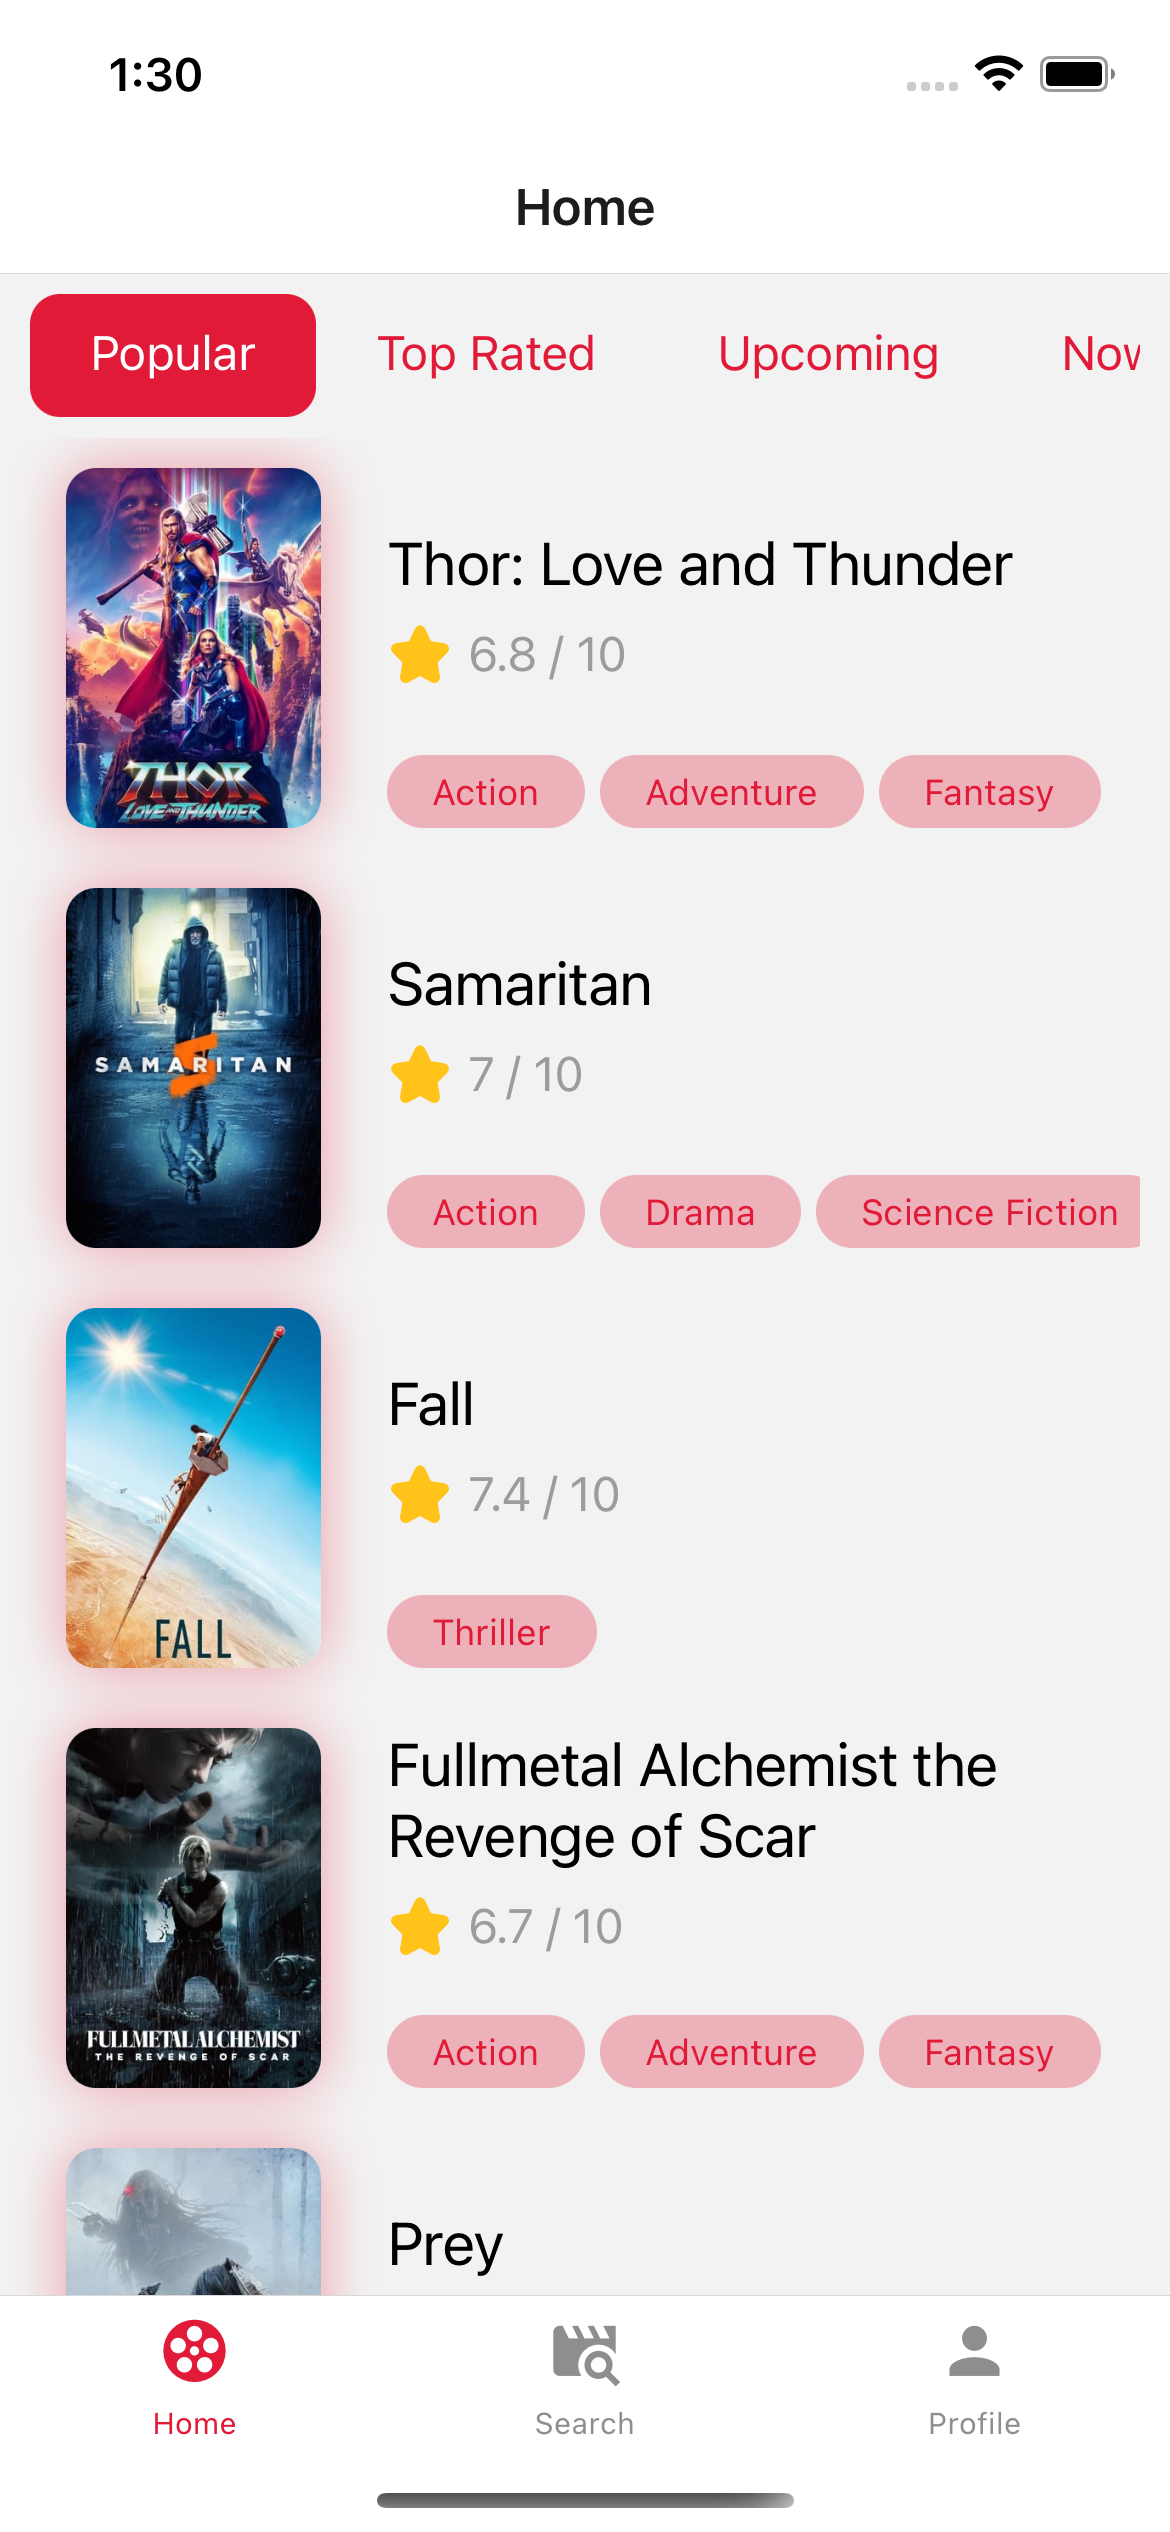 1:30
Home
Popular Top Rated Upcoming Nov
THOR
LOVE AND THUNDER
Thor: Love and Thunder
6.8 / 10
Action Adventure Fantasy
SAMARITAN
Samaritan
7 / 10
Action Drama Science Fiction
FALL
Fall
7.4 / 10
Thriller
FULLMETAL ALCHEMIST
THE REVENGE OF SCAR
Fullmetal Alchemist the
Revenge of Scar
6.7 / 10
Action Adventure Fantasy
Prey
Home Search Profile